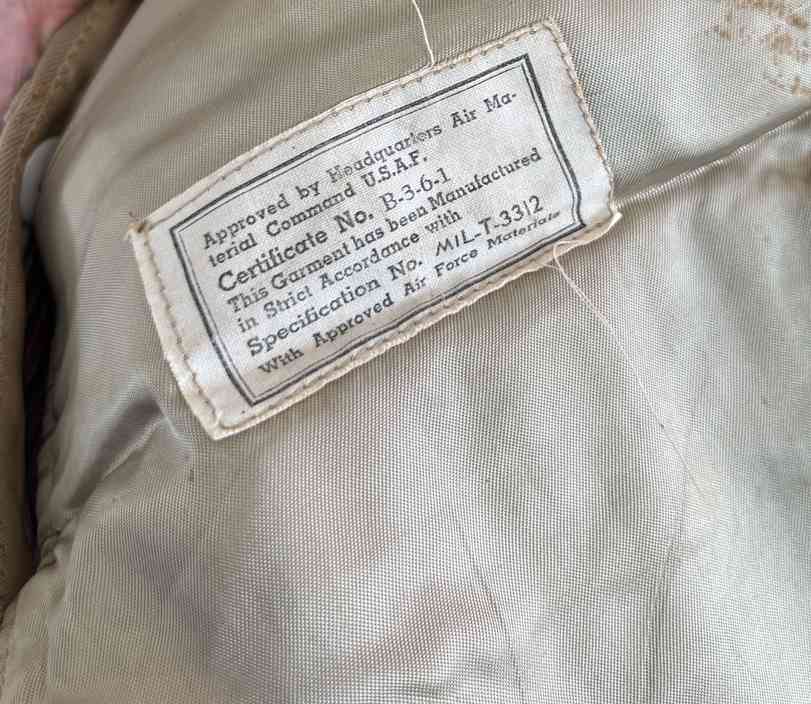 Approved by Headquarters Air Ma-
terial Command U.S.A.F.
Certificate No. B-3-6-1
This Garment has been Manufactured
in Strict Accordance with
Specification No. MIL-T-3312
With Approved Air Force Materials